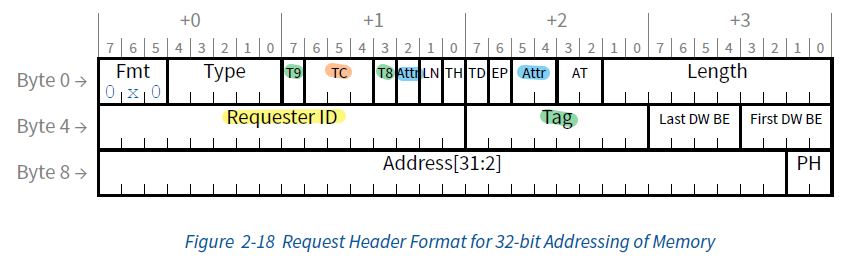 +0 +1 +2 +3
7 6 5 4 3 2 1 0 7 6 5 4 3 2 1 0 7 6 5 4 3 2 1 0 7 6 5 4 3 2 1 0
Byte 0 → Fmt Type T9 TC T8 Attr LN TH TD EP Attr AT Length
0 x 0
Byte 4 → Requester ID Tag Last DW BE First DW BE
Byte 8 → Address[31:2] PH
Figure 2-18 Request Header Format for 32-bit Addressing of Memory